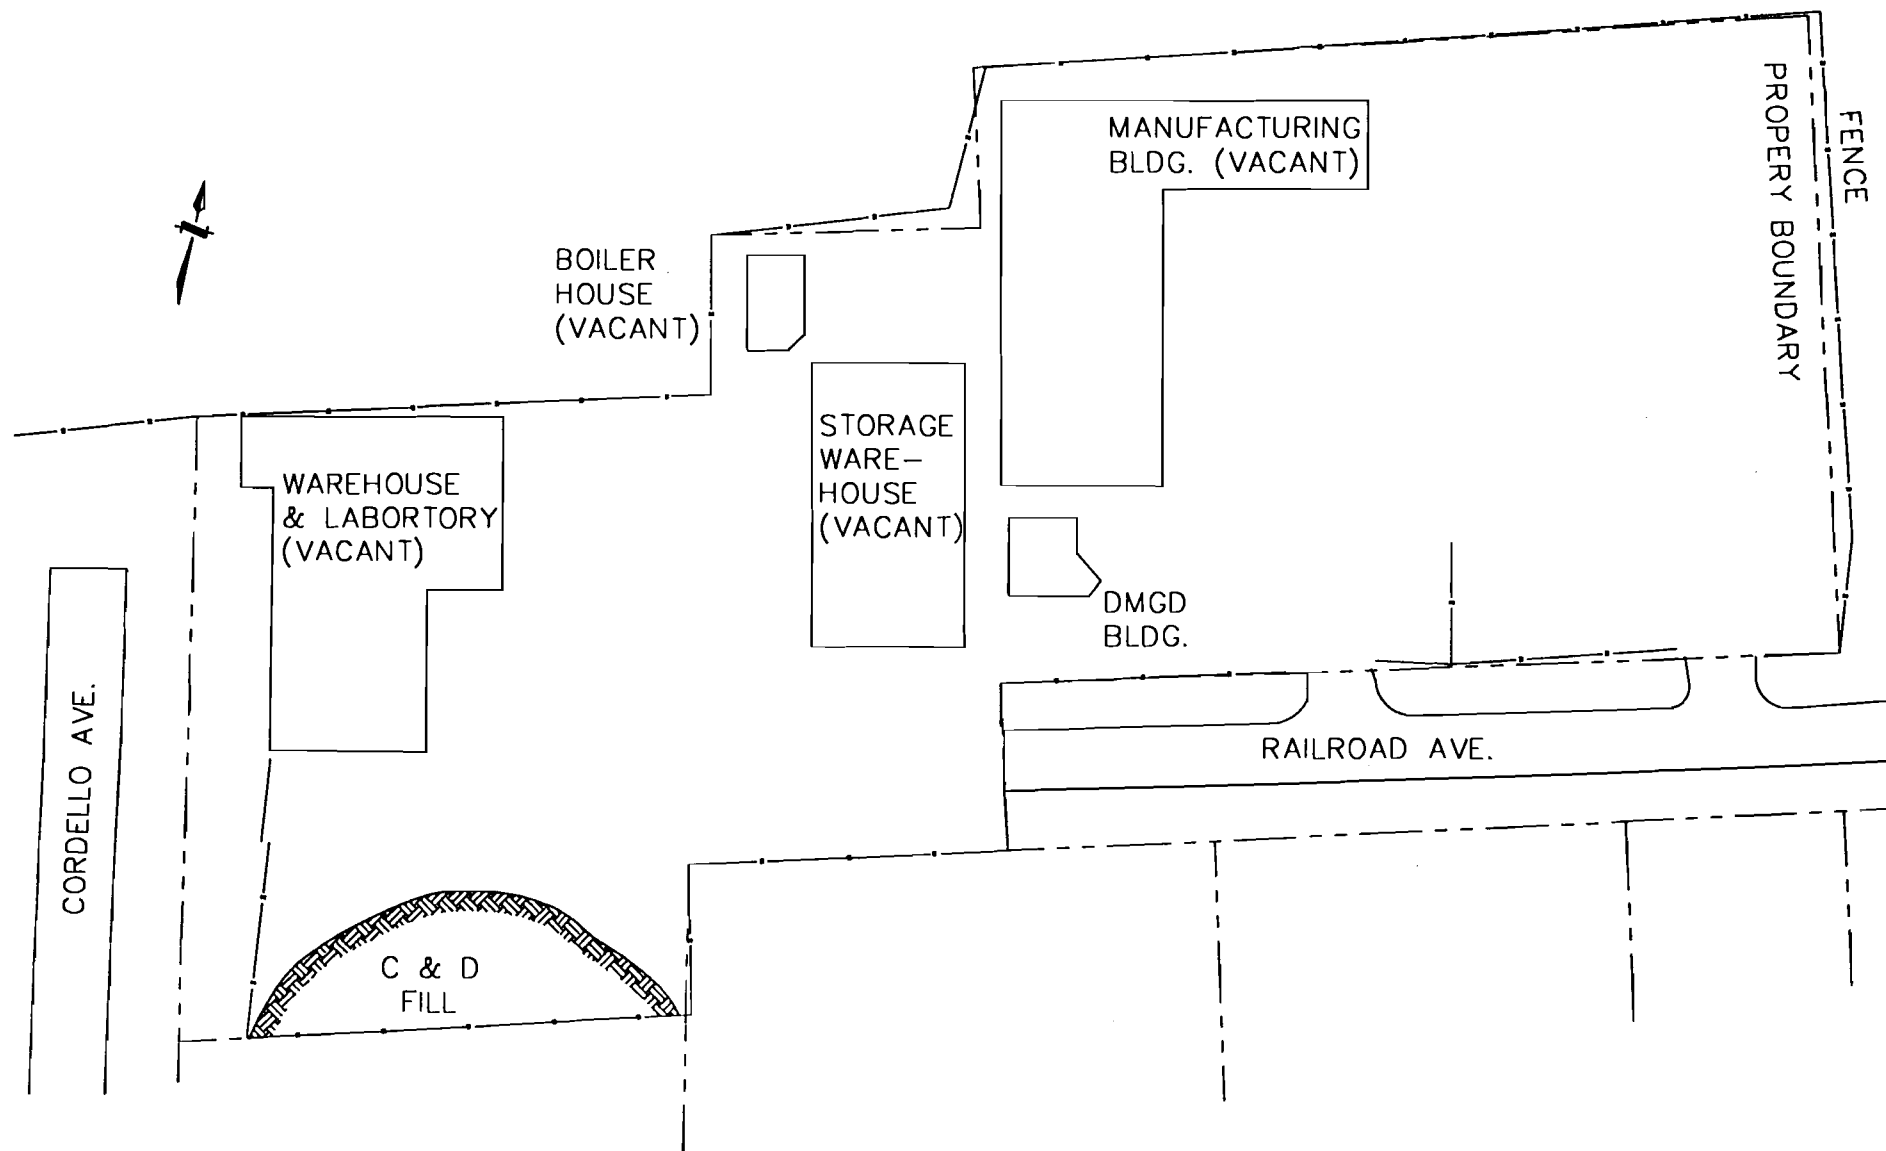 MANUFACTURING
BLDG. (VACANT)
FENCE
PROPERY BOUNDARY
BOILER
HOUSE
(VACANT)
STORAGE
WARE-
HOUSE
(VACANT)
WAREHOUSE
& LABORTORY
(VACANT)
DMGD
BLDG.
CORDELLO AVE.
RAILROAD AVE.
C & D
FILL